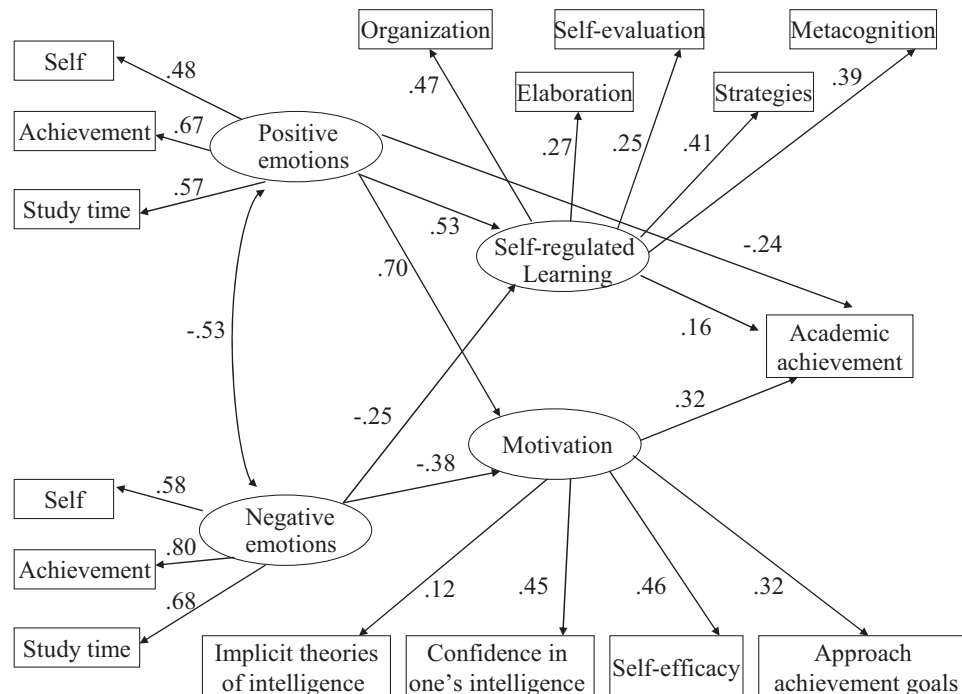 Organization
Self-evaluation
Metacognition
Self
.48
.47
.39
Elaboration
Strategies
Achievement
.67
Positive
emotions
.27
.25
.41
Study time
.57
.53
Self-regulated
Learning
-.24
.70
.16
Academic
achievement
-.53
-.25
.32
Motivation
-.38
Self
.58
Negative
emotions
Achievement
.80
.68
.12
.45
.46
.32
Study time
Implicit theories
of intelligence
Confidence in
one's intelligence
Self-efficacy
Approach
achievement goals